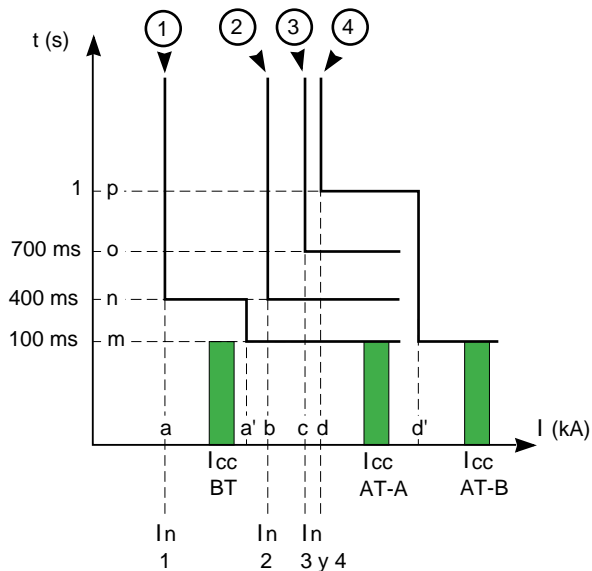 1 2 3 4
t (s)
1 p
700 ms o
400 ms n
100 ms m
a a' b c d d' I (kA)
Icc Icc Icc
BT AT-A AT-B
In In In
1 2 3 y 4